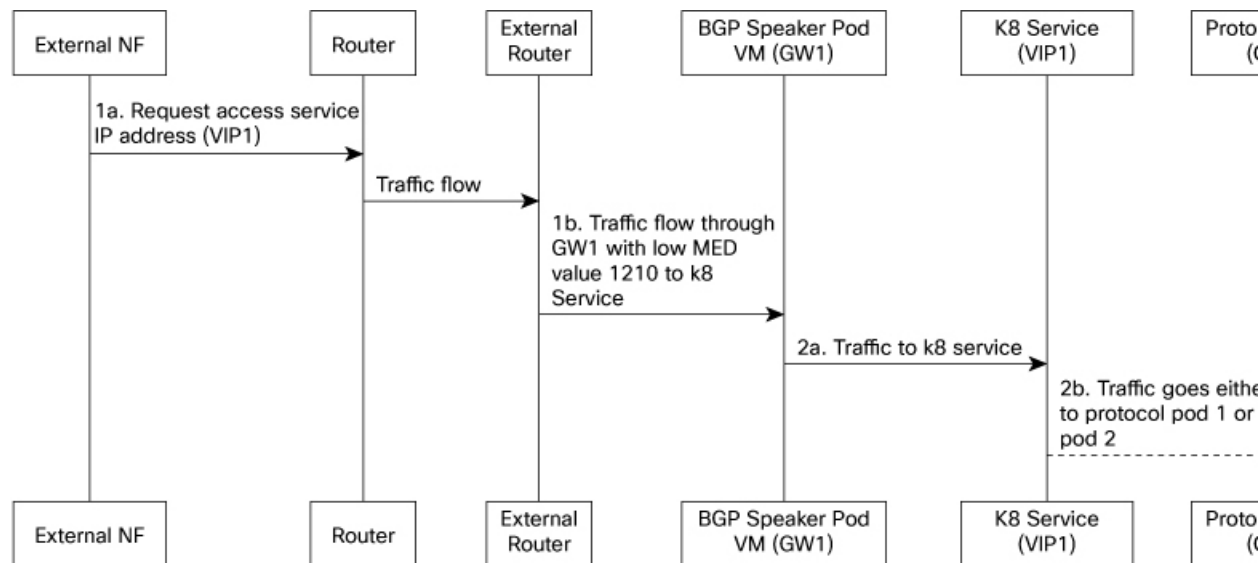 External NF
Router
External
Router
BGP Speaker Pod
VM (GW1)
K8 Service
(VIP1)
1a. Request access service
IP address (VIP1)
Traffic flow
1b. Traffic flow through
GW1 with low MED
value 1210 to k8
Service
2a. Traffic to k8 service
2b. Traffic goes
to protocol pod 1 or
pod 2
External NF
Router
External
Router
BGP Speaker Pod
VM (GW1)
K8 Service
(VIP1)